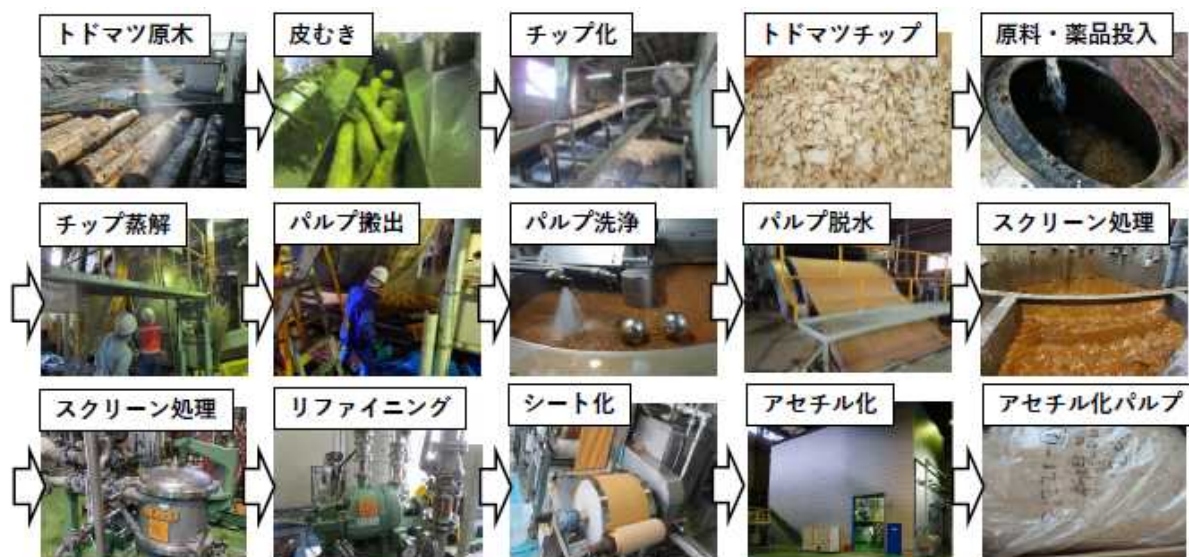 トドマツ原木
皮むき
チップ化
トドマツチップ
原料・薬品投入
チップ蒸解
パルプ搬出
パルプ洗浄
パルプ脱水
スクリーン処理
スクリーン処理
リファイニング
シート化
アセチル化
アセチル化パルプ